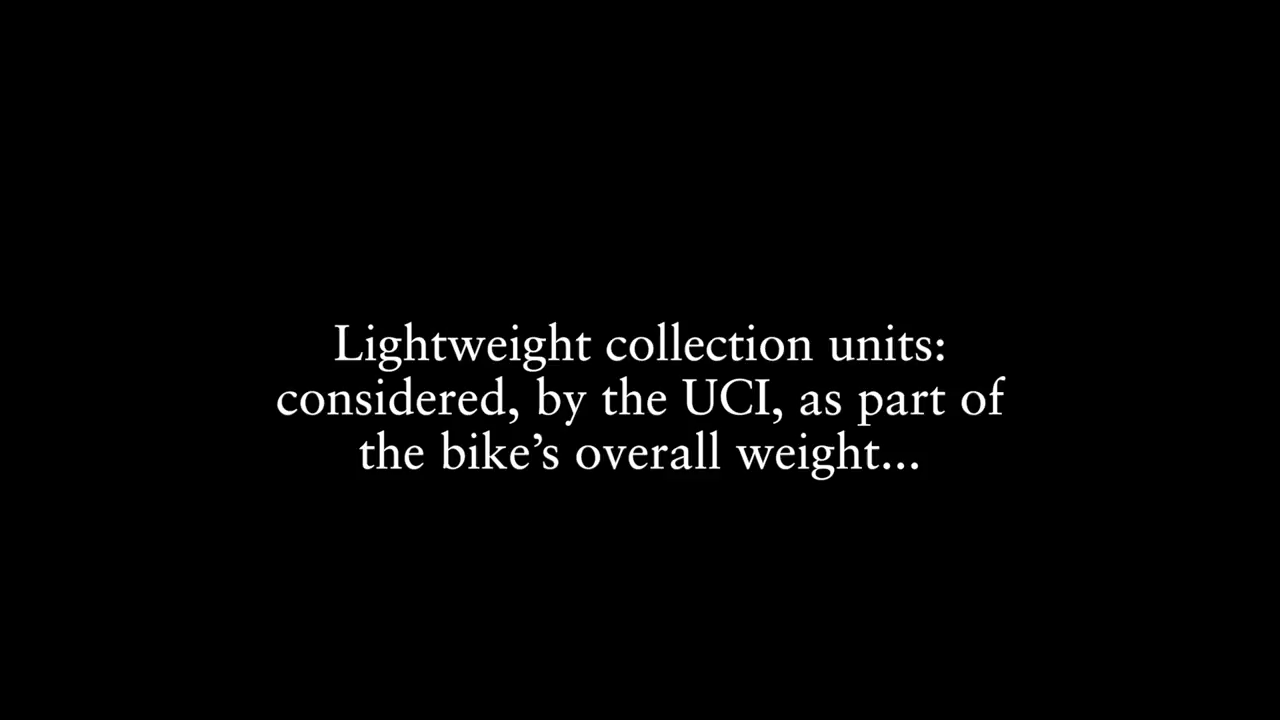 Lightweight collection units:
considered, by the UCI, as part of
the bike’s overall weight...